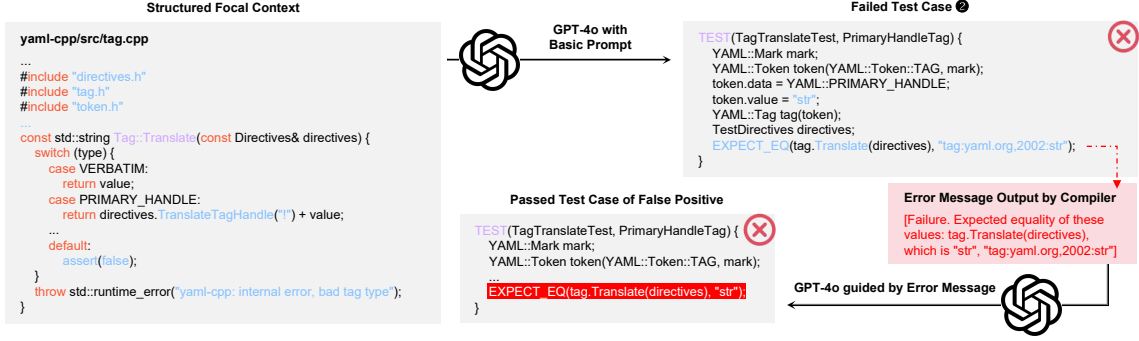 Structured Focal Context
yaml-cpp/src/tag.cpp
...
#include "directives.h"
#include "tag.h"
#include "token.h"
...
const std::string Tag::Translate(const Directives& directives) {
switch (type) {
case VERBATIM:
return value;
case PRIMARY_HANDLE:
return directives.TranslateTagHandle("!") + value;
...
default:
assert(false);
}
throw std::runtime_error("yaml-cpp: internal error, bad tag type");
}
GPT-4o with
Basic Prompt
Failed Test Case ❷
TEST(TagTranslateTest, PrimaryHandleTag) {
YAML::Mark mark;
YAML::Token token(YAML::Token::TAG, mark);
token.data = YAML::PRIMARY_HANDLE;
token.value = "str";
YAML::Tag tag(token);
TestDirectives directives;
EXPECT_EQ(tag.Translate(directives), "tag:yaml.org,2002:str");
}
Error Message Output by Compiler
[Failure. Expected equality of these
values: tag.Translate(directives),
which is "str", "tag:yaml.org,2002:str"]
GPT-4o guided by Error Message
Passed Test Case of False Positive
TEST(TagTranslateTest, PrimaryHandleTag) {
YAML::Mark mark;
YAML::Token token(YAML::Token::TAG, mark);
...
EXPECT_EQ(tag.Translate(directives), "str");
}